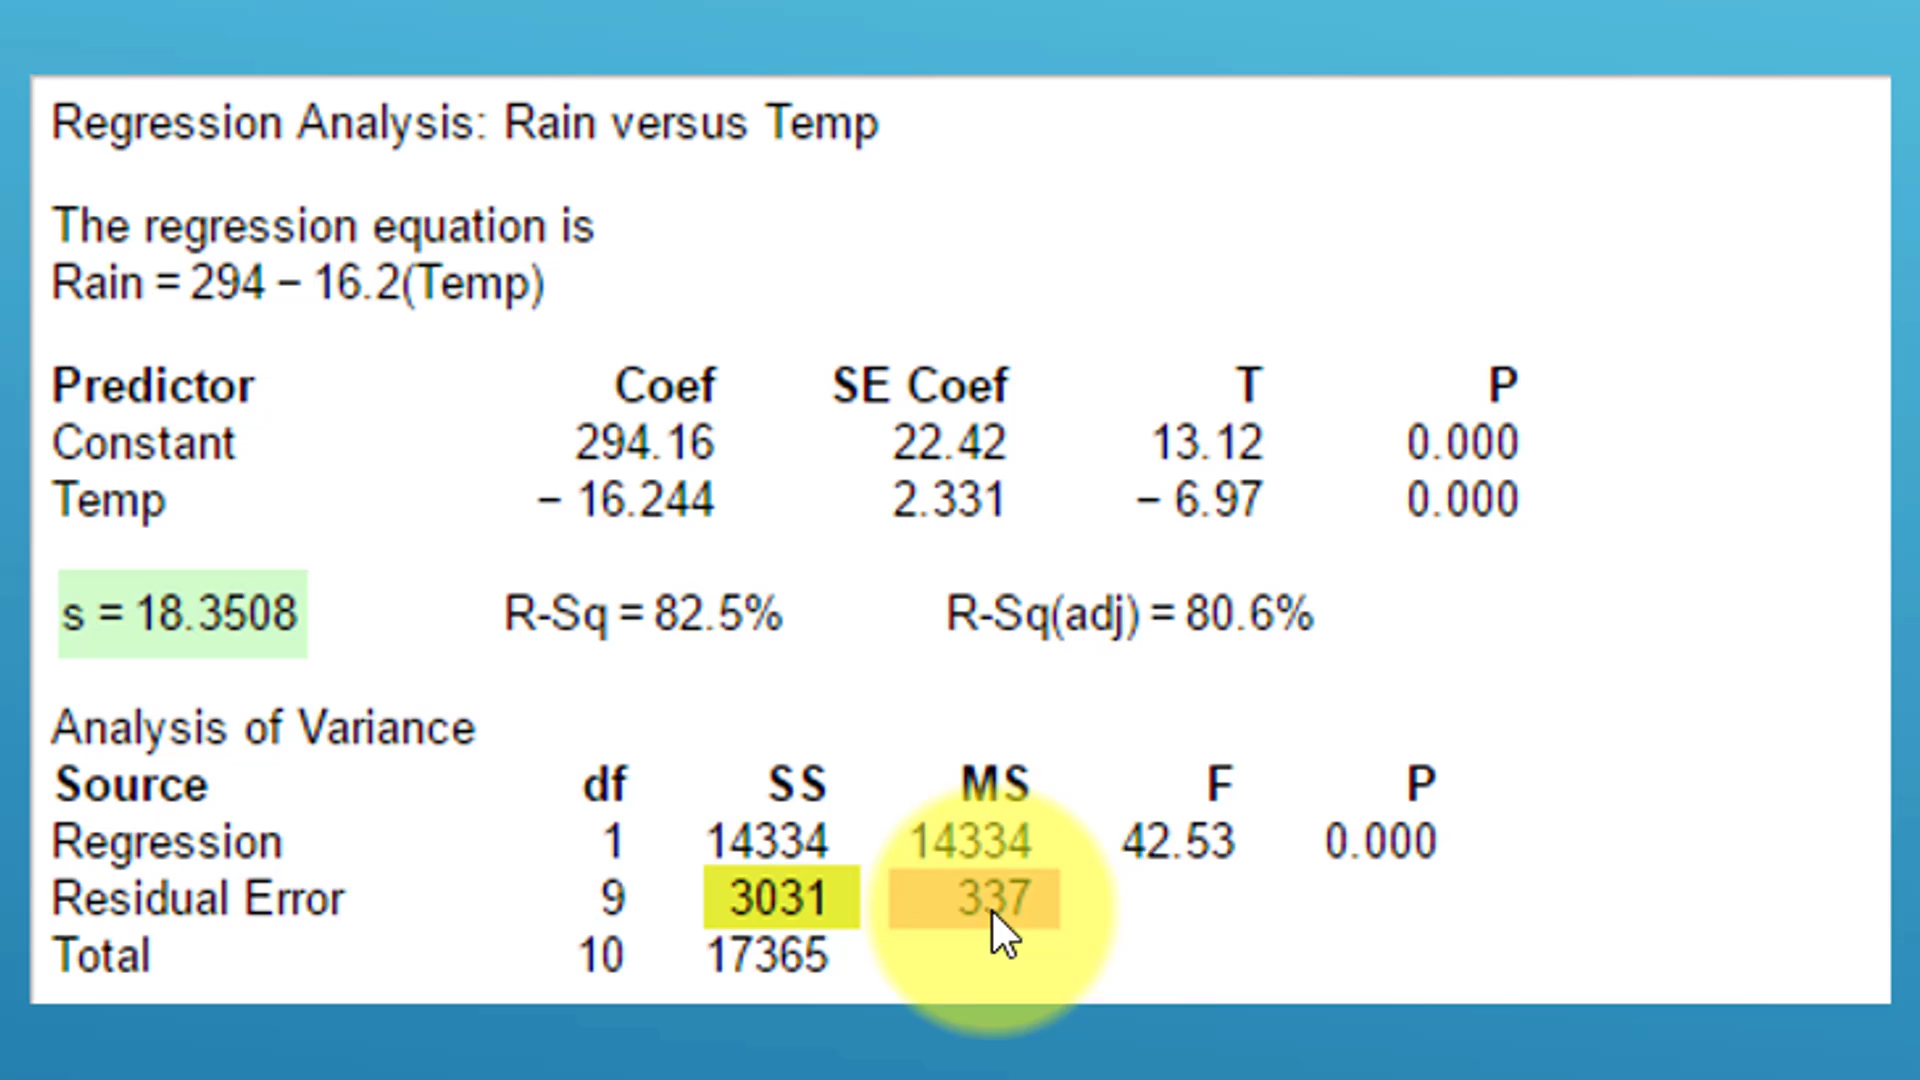 Regression Analysis: Rain versus Temp
The regression equation is
Rain = 294 − 16.2(Temp)
Predictor Coef SE Coef T P
Constant 294.16 22.42 13.12 0.000
Temp − 16.244 2.331 − 6.97 0.000
s = 18.3508 R-Sq = 82.5% R-Sq(adj) = 80.6%
Analysis of Variance
Source df SS MS F P
Regression 1 14334 14334 42.53 0.000
Residual Error 9 3031 337
Total 10 17365